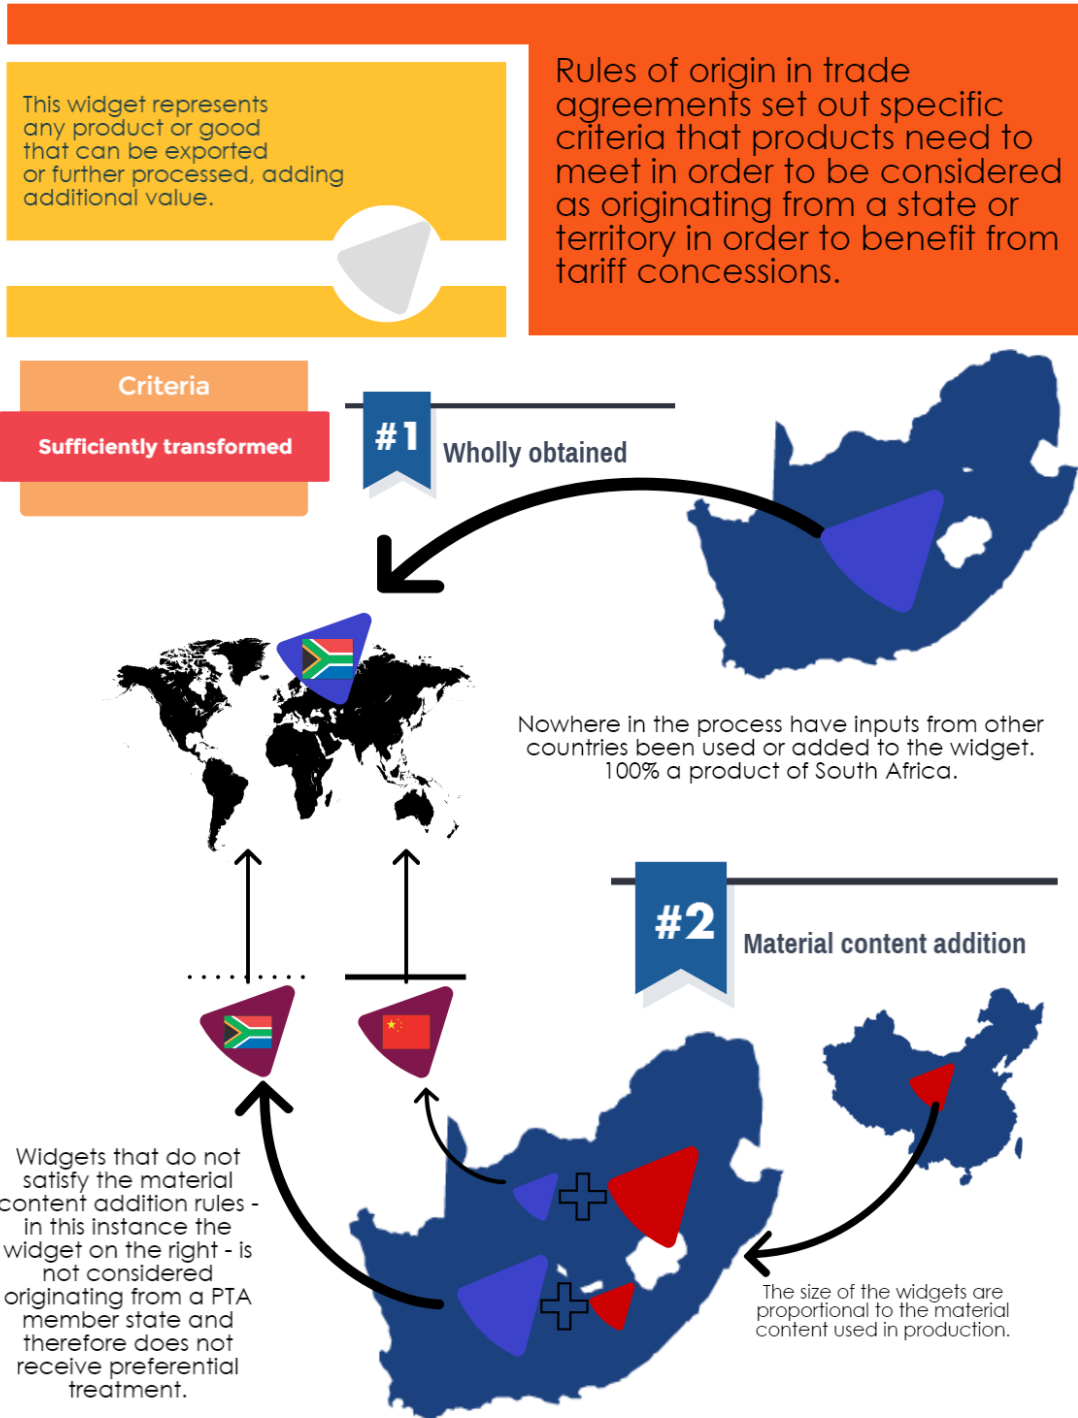 This widget represents
any product or good
that can be exported
or further processed, adding
additional value.
Rules of origin in trade
agreements set out specific
criteria that products need to
meet in order to be considered
as originating from a state or
territory in order to benefit from
tariff concessions.
Criteria
Sufficiently transformed
#1
Wholly obtained
Nowhere in the process have inputs from other
countries been used or added to the widget.
100% a product of South Africa.
#2
Material content addition
Widgets that do not
satisfy the material
content addition rules -
in this instance the
widget on the right - is
not considered
originating from a PTA
member state and
therefore does not
receive preferential
treatment.
The size of the widgets are
proportional to the material
content used in production.